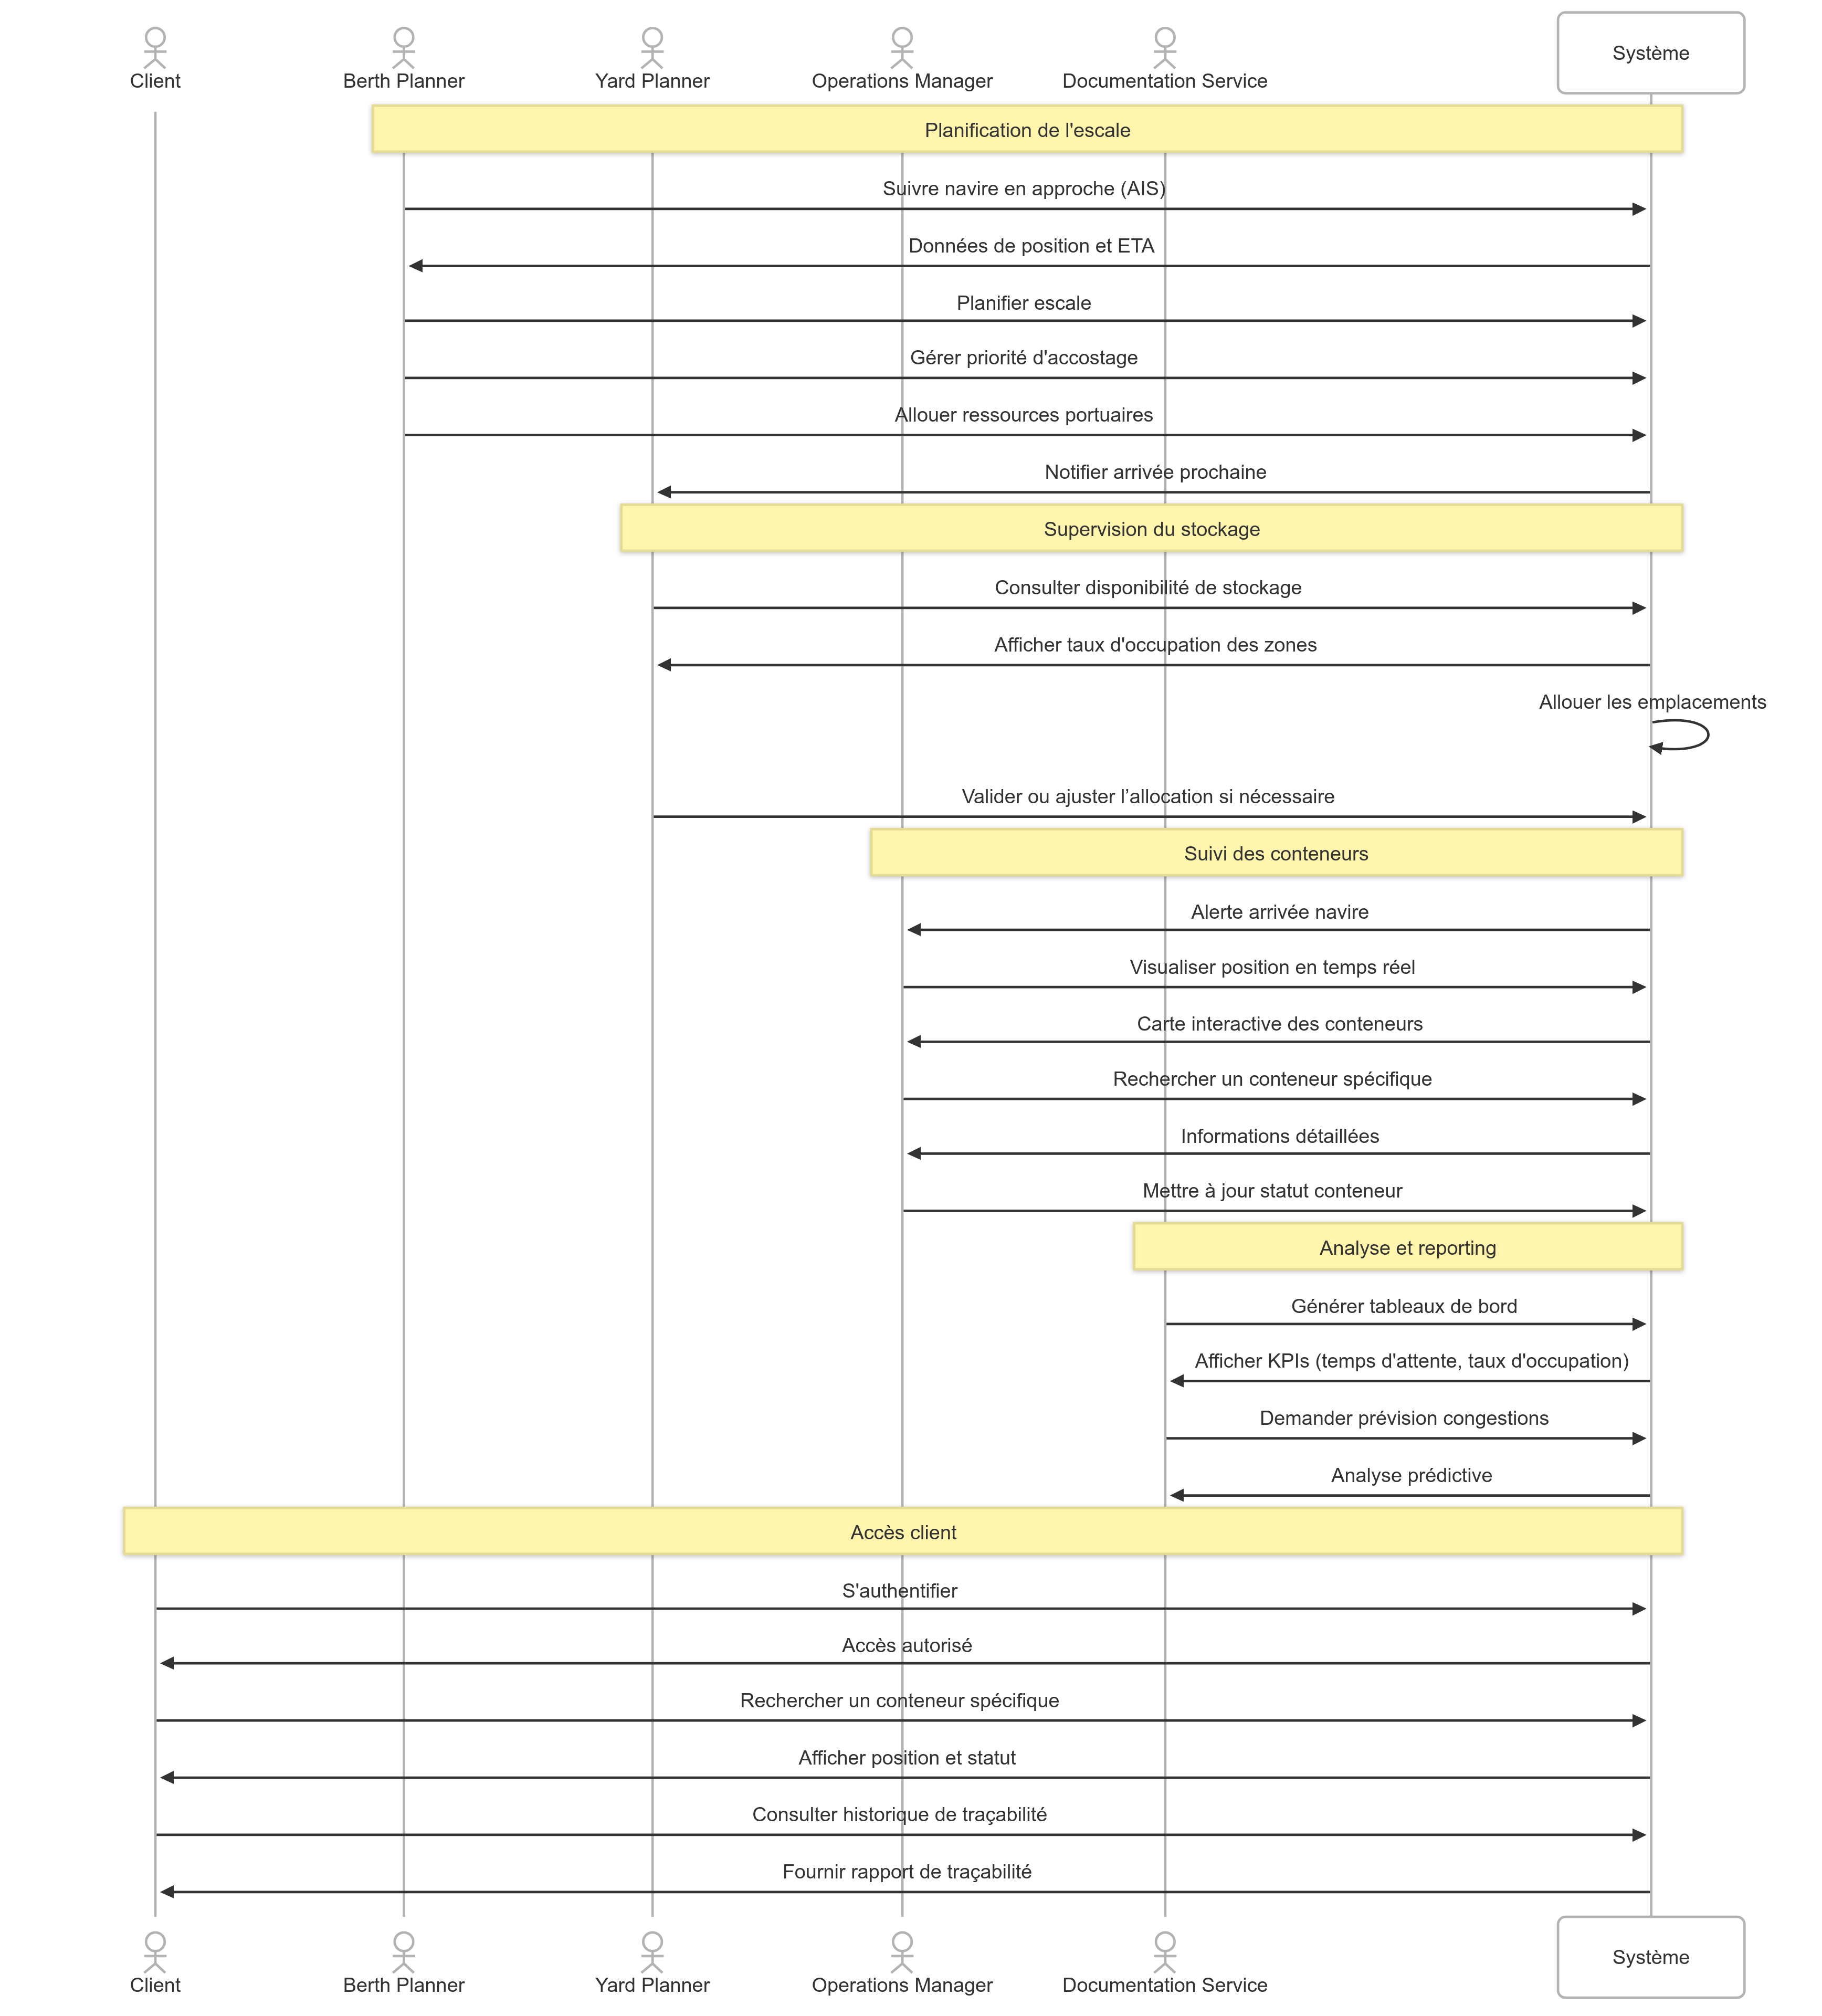 Client
Berth Planner
Yard Planner
Operations Manager
Documentation Service
Système
Planification de l'escale
Suivre navire en approche (AIS)
Données de position et ETA
Planifier escale
Gérer priorité d'accostage
Allouer ressources portuaires
Notifier arrivée prochaine
Supervision du stockage
Consulter disponibilité de stockage
Afficher taux d'occupation des zones
Allouer les emplacements
Valider ou ajuster l’allocation si nécessaire
Suivi des conteneurs
Alerte arrivée navire
Visualiser position en temps réel
Carte interactive des conteneurs
Rechercher un conteneur spécifique
Informations détaillées
Mettre à jour statut conteneur
Analyse et reporting
Générer tableaux de bord
Afficher KPIs (temps d'attente, taux d'occupation)
Demander prévision congestions
Analyse prédictive
Accès client
S'authentifier
Accès autorisé
Rechercher un conteneur spécifique
Afficher position et statut
Consulter historique de traçabilité
Fournir rapport de traçabilité
Client
Berth Planner
Yard Planner
Operations Manager
Documentation Service
Système